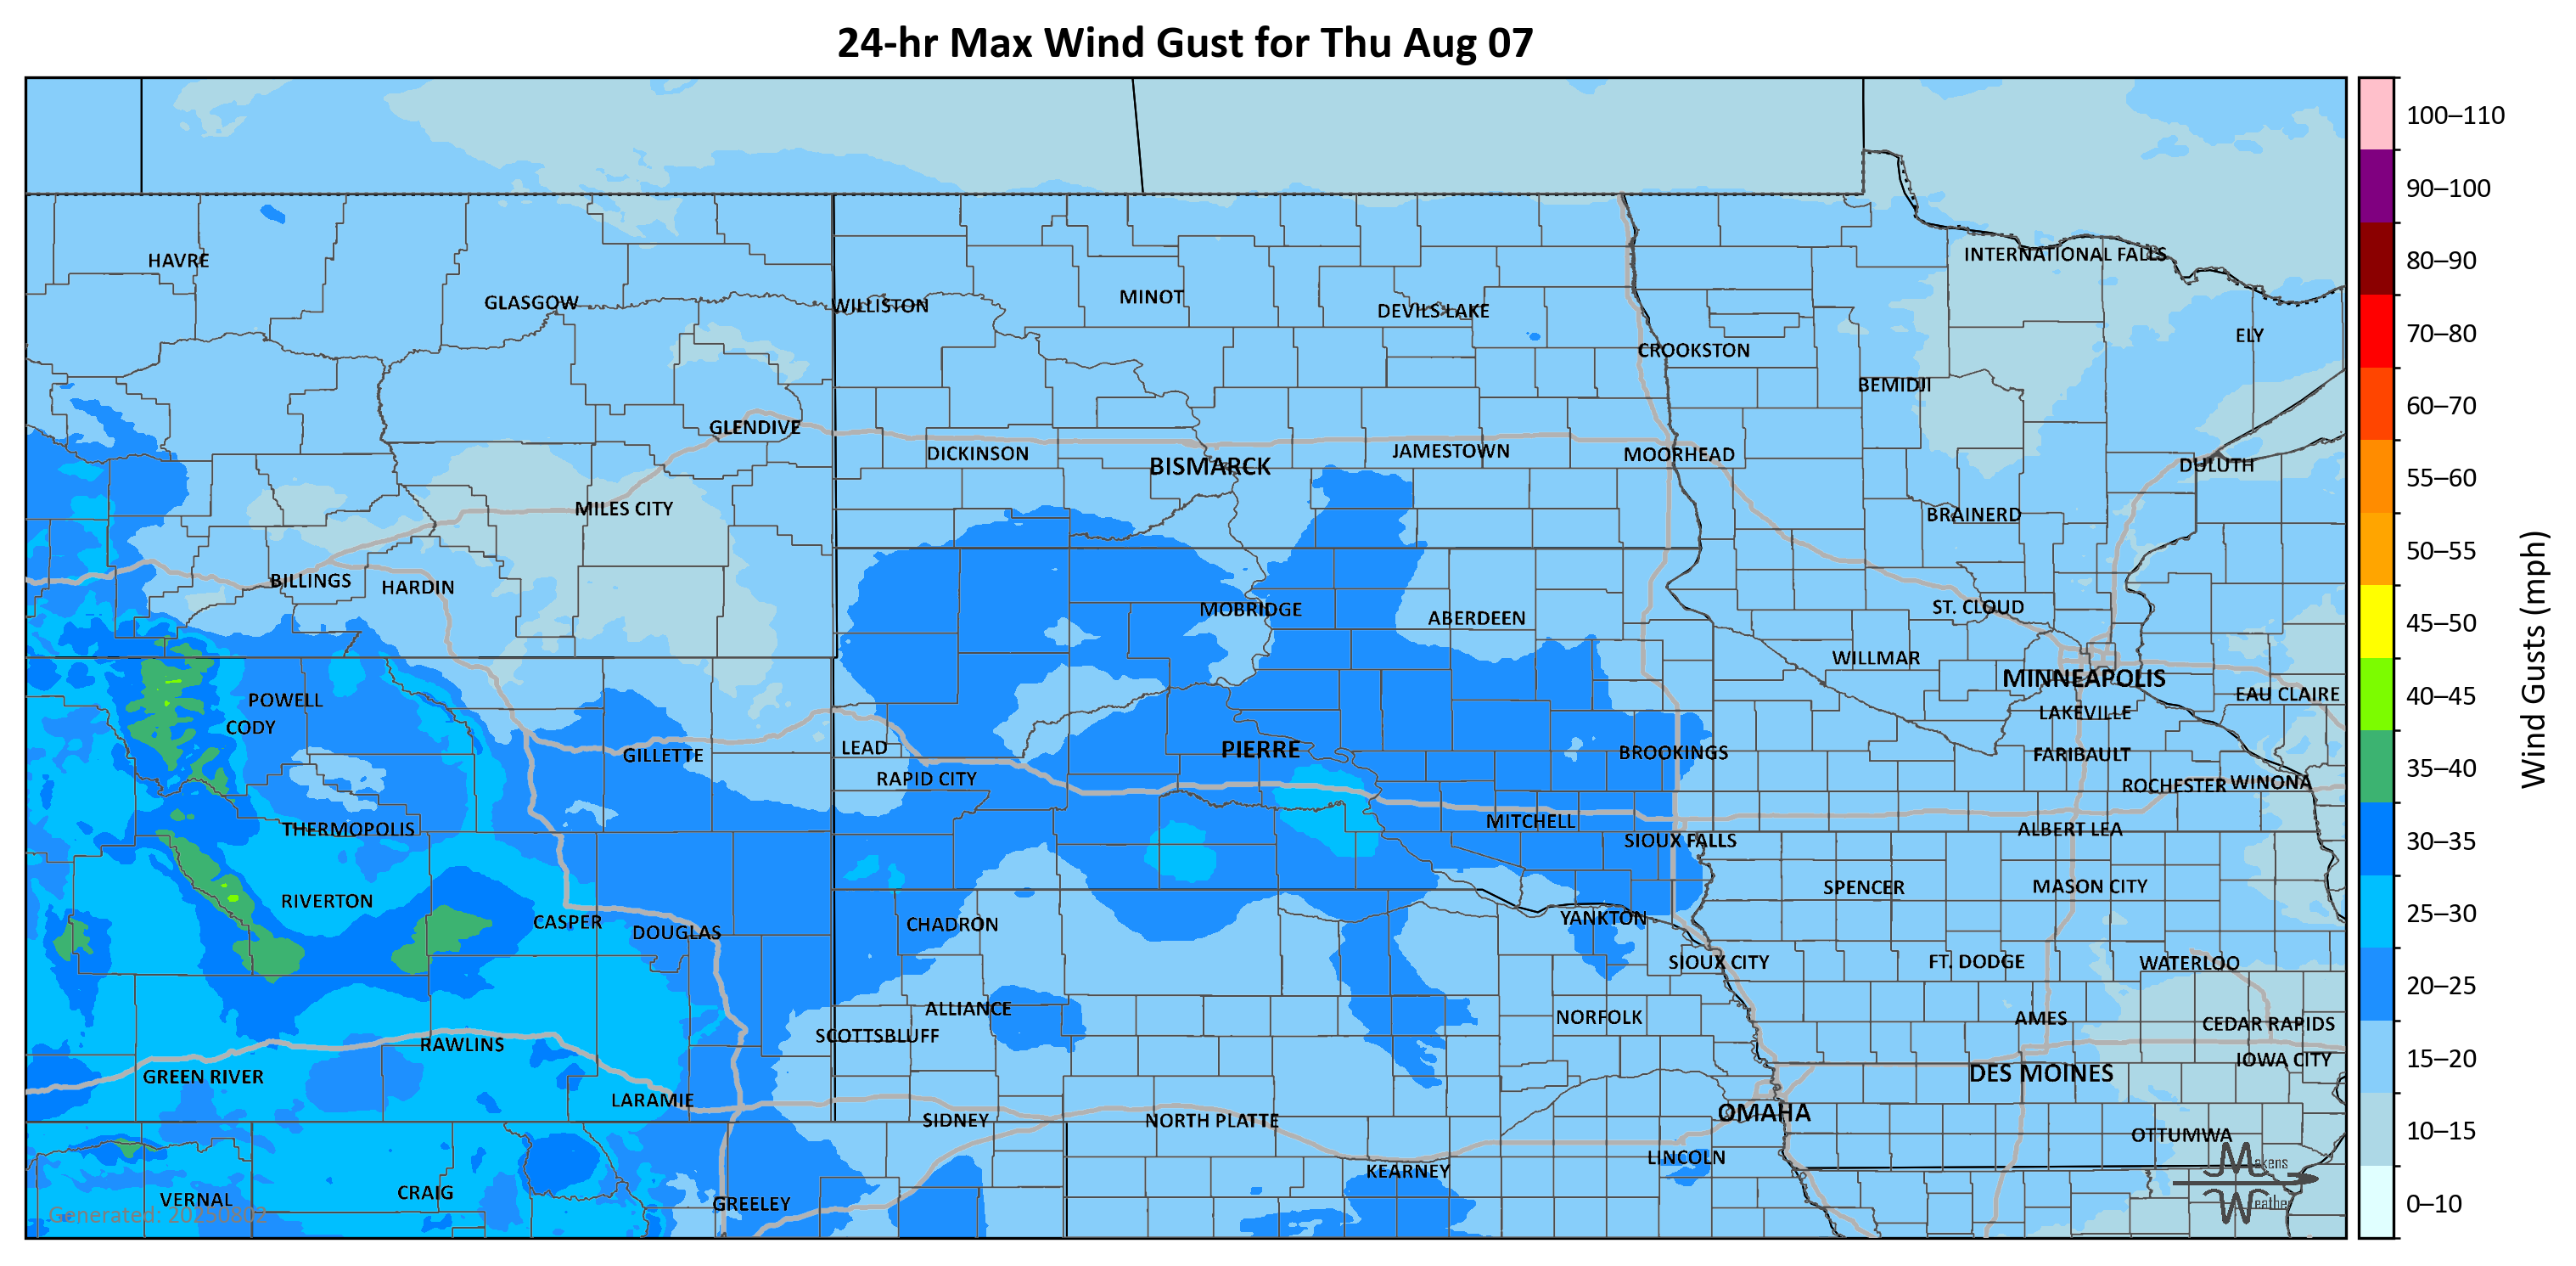 24-hr Max Wind Gust for Thu Aug 07
100–110
90–100
80–90
70–80
60–70
55–60
50–55
45–50
40–45
35–40
30–35
25–30
20–25
15–20
10–15
0–10
Wind Gusts (mph)
HAVRE
INTERNATIONAL FALLS
GLASGOW
WILLISTON
MINOT
DEVILS LAKE
ELY
CROOKSTON
BEMIDJI
GLENDIVE
DICKINSON
BISMARCK
JAMESTOWN
MOORHEAD
DULUTH
MILES CITY
BRAINERD
BILLINGS
HARDIN
MOBRIDGE
ABERDEEN
ST. CLOUD
WILLMAR
MINNEAPOLIS
EAU CLAIRE
POWELL
CODY
LAKEVILLE
GILLETTE
LEAD
PIERRE
BROOKINGS
FARIBAULT
RAPID CITY
ROCHESTER
WINONA
THERMOPOLIS
MITCHELL
SIOUX FALLS
ALBERT LEA
RIVERTON
SPENCER
MASON CITY
CASPER
DOUGLAS
CHADRON
YANKTON
SIOUX CITY
FT. DODGE
WATERLOO
ALLIANCE
SCOTTSBLUFF
NORFOLK
AMES
CEDAR RAPIDS
RAWLINS
IOWA CITY
GREEN RIVER
DES MOINES
LARAMIE
SIDNEY
NORTH PLATTE
OMAHA
OTTUMWA
LINCOLN
KEARNEY
VERNAL
CRAIG
GREELEY
Generated: 20250802
Makens
Weather